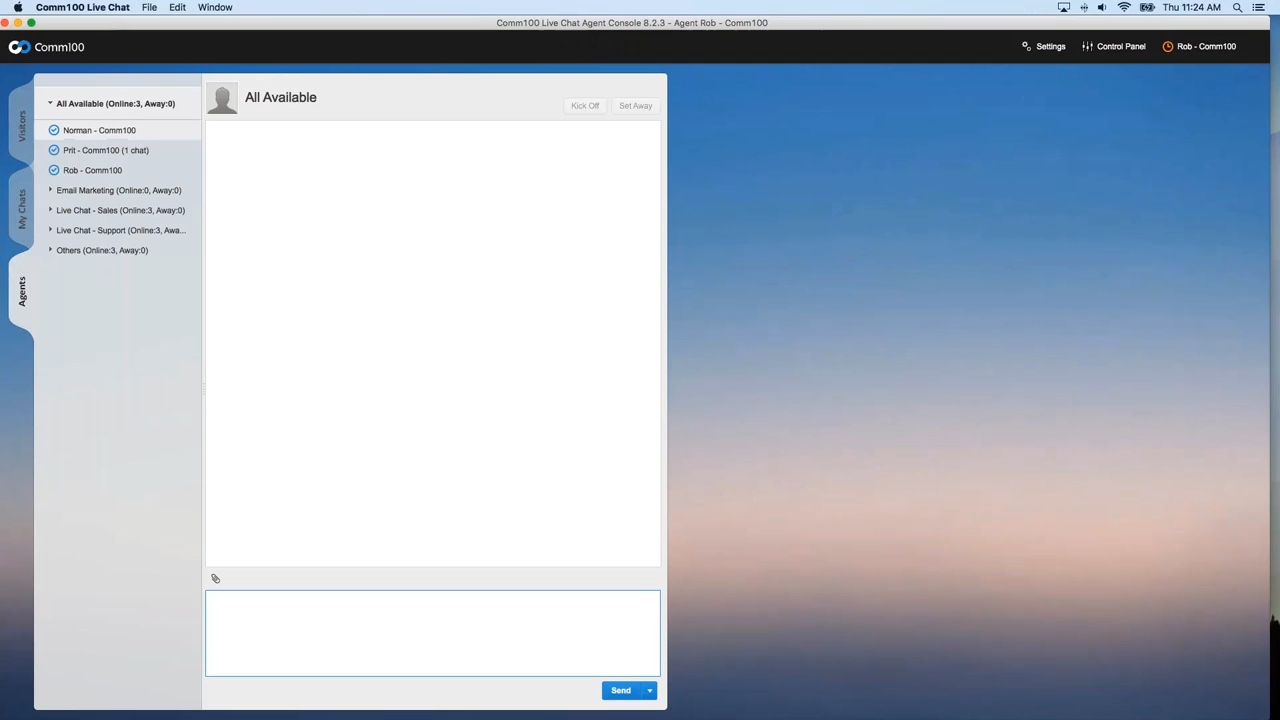 Comm100 Live Chat File Edit Window Thu 11:24 AM
Comm100 Live Chat Agent Console 8.2.3 - Agent Rob - Comm100
Comm100 Settings Control Panel Rob - Comm100
Visitors
My Chats
Agents
All Available (Online:3, Away:0)
Norman - Comm100
Prit - Comm100 (1 chat)
Rob - Comm100
Email Marketing (Online:0, Away:0)
Live Chat - Sales (Online:3, Away:0)
Live Chat - Support (Online:3, Awa...
Others (Online:3, Away:0)
All Available
Kick Off Set Away
Send